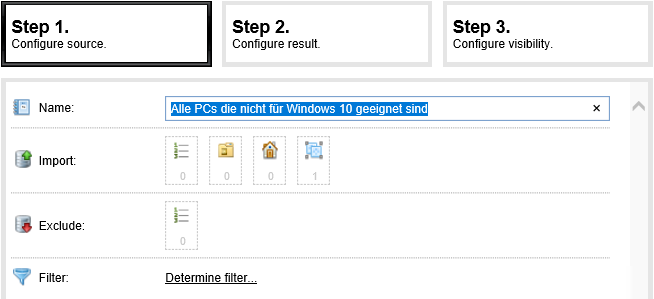 Step 1.
Configure source.
Step 2.
Configure result.
Step 3.
Configure visibility.
Name:
Alle PCs die nicht für Windows 10 geeignet sind
Import:
0
0
0
1
Exclude:
0
Filter:
Determine filter...